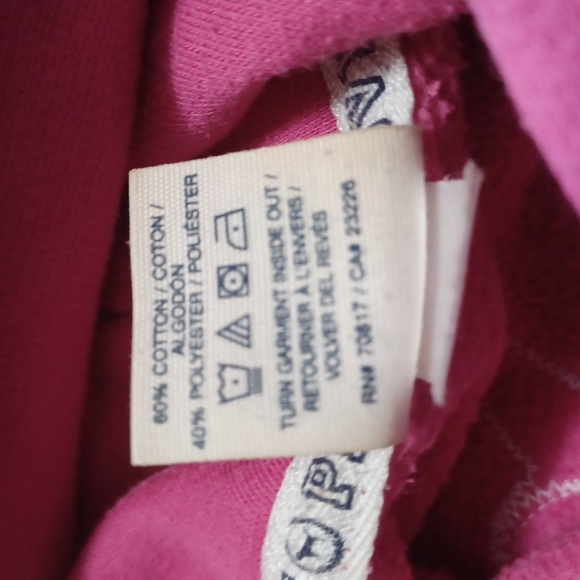 60% COTTON / COTON /
ALGODÓN
40% POLYESTER / POLIÉSTER
TURN GARMENT INSIDE OUT /
RETOURNER À L'ENVERS /
VOLVER DEL REVÉS
RN# 70817 / CA# 23226